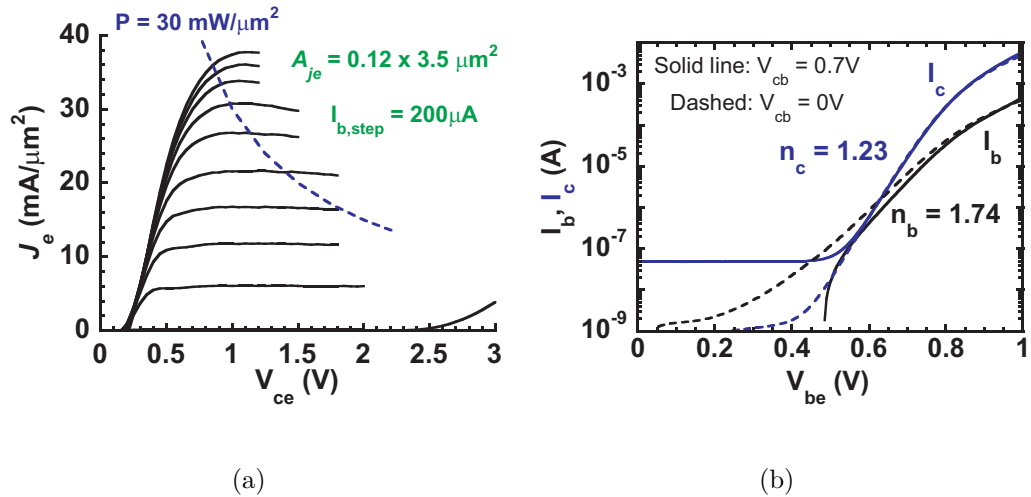 P = 30 mW/μm²
A_je = 0.12 x 3.5 μm²
I_b,step = 200μA
J_e (mA/μm²)
40
30
20
10
0
0
0.5
1
1.5
2
2.5
3
V_ce (V)
(a)
Solid line: V_cb = 0.7V
Dashed: V_cb = 0V
I_c
n_c = 1.23
I_b
n_b = 1.74
I_b, I_c (A)
10⁻³
10⁻⁵
10⁻⁷
10⁻⁹
0
0.2
0.4
0.6
0.8
1
V_be (V)
(b)